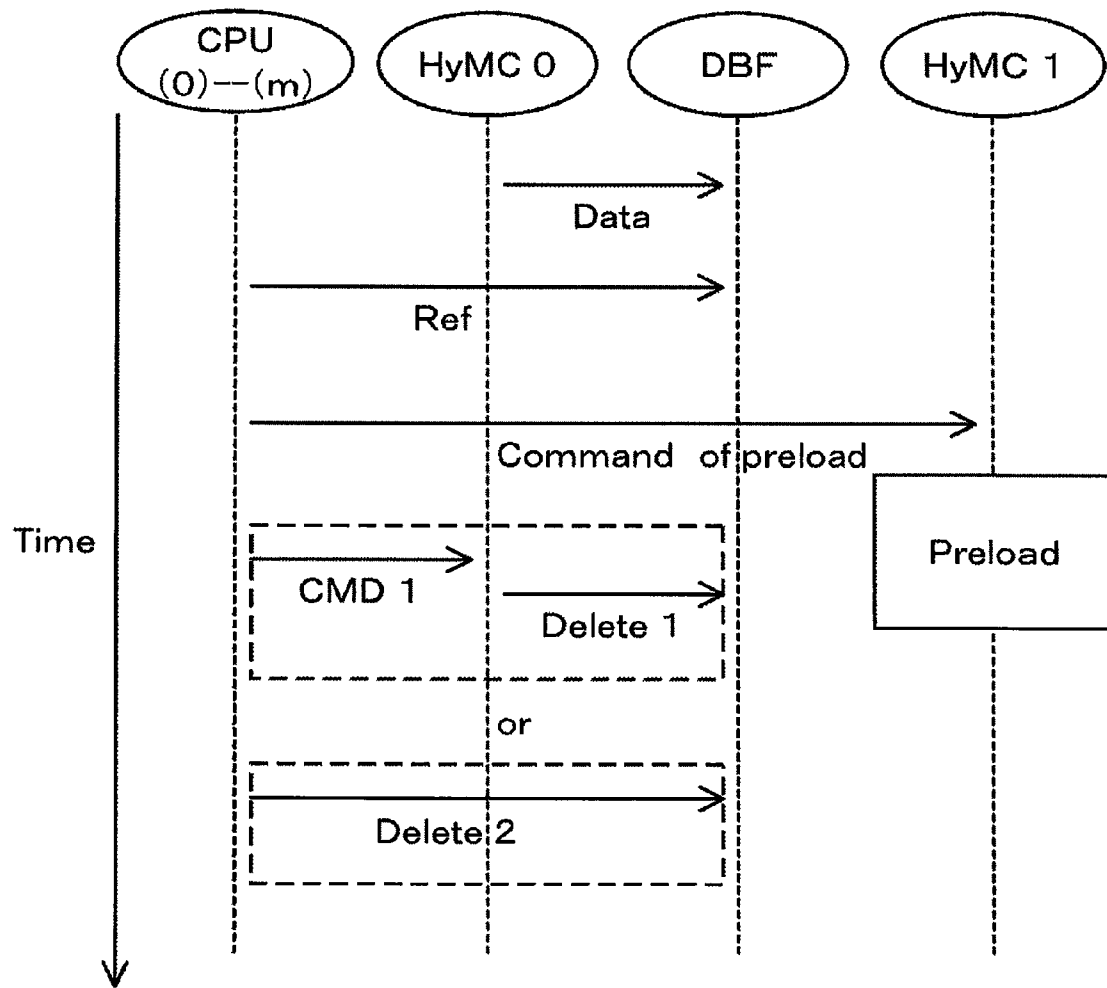 CPU
(0)--(m)
HyMC 0
DBF
HyMC 1
Data
Ref
Command of preload
Time
Preload
CMD 1
Delete 1
or
Delete 2